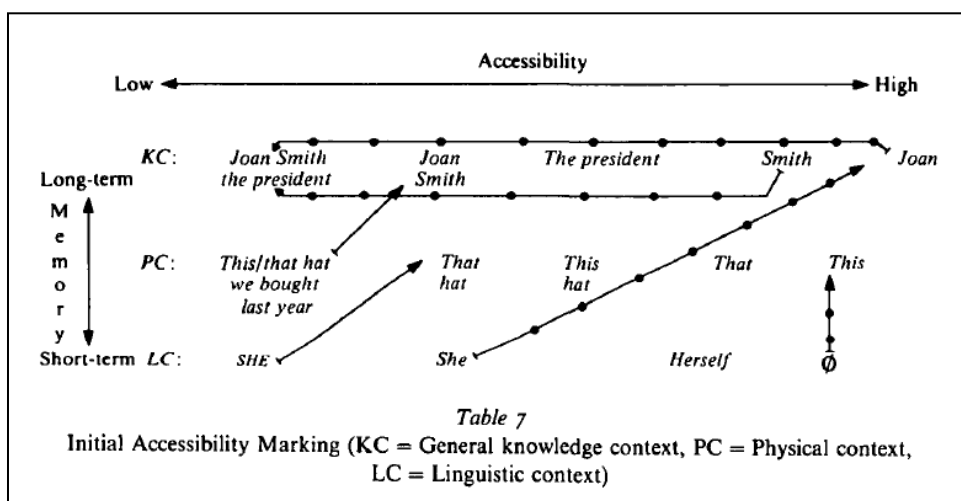 Accessibility
Low High
KC: Joan Smith the president Joan Smith The president Smith Joan
Long-term
Memory
PC: This/that hat we bought last year That hat This hat That This
Short-term LC: SHE She Herself Ø
Table 7
Initial Accessibility Marking (KC = General knowledge context, PC = Physical context,
LC = Linguistic context)